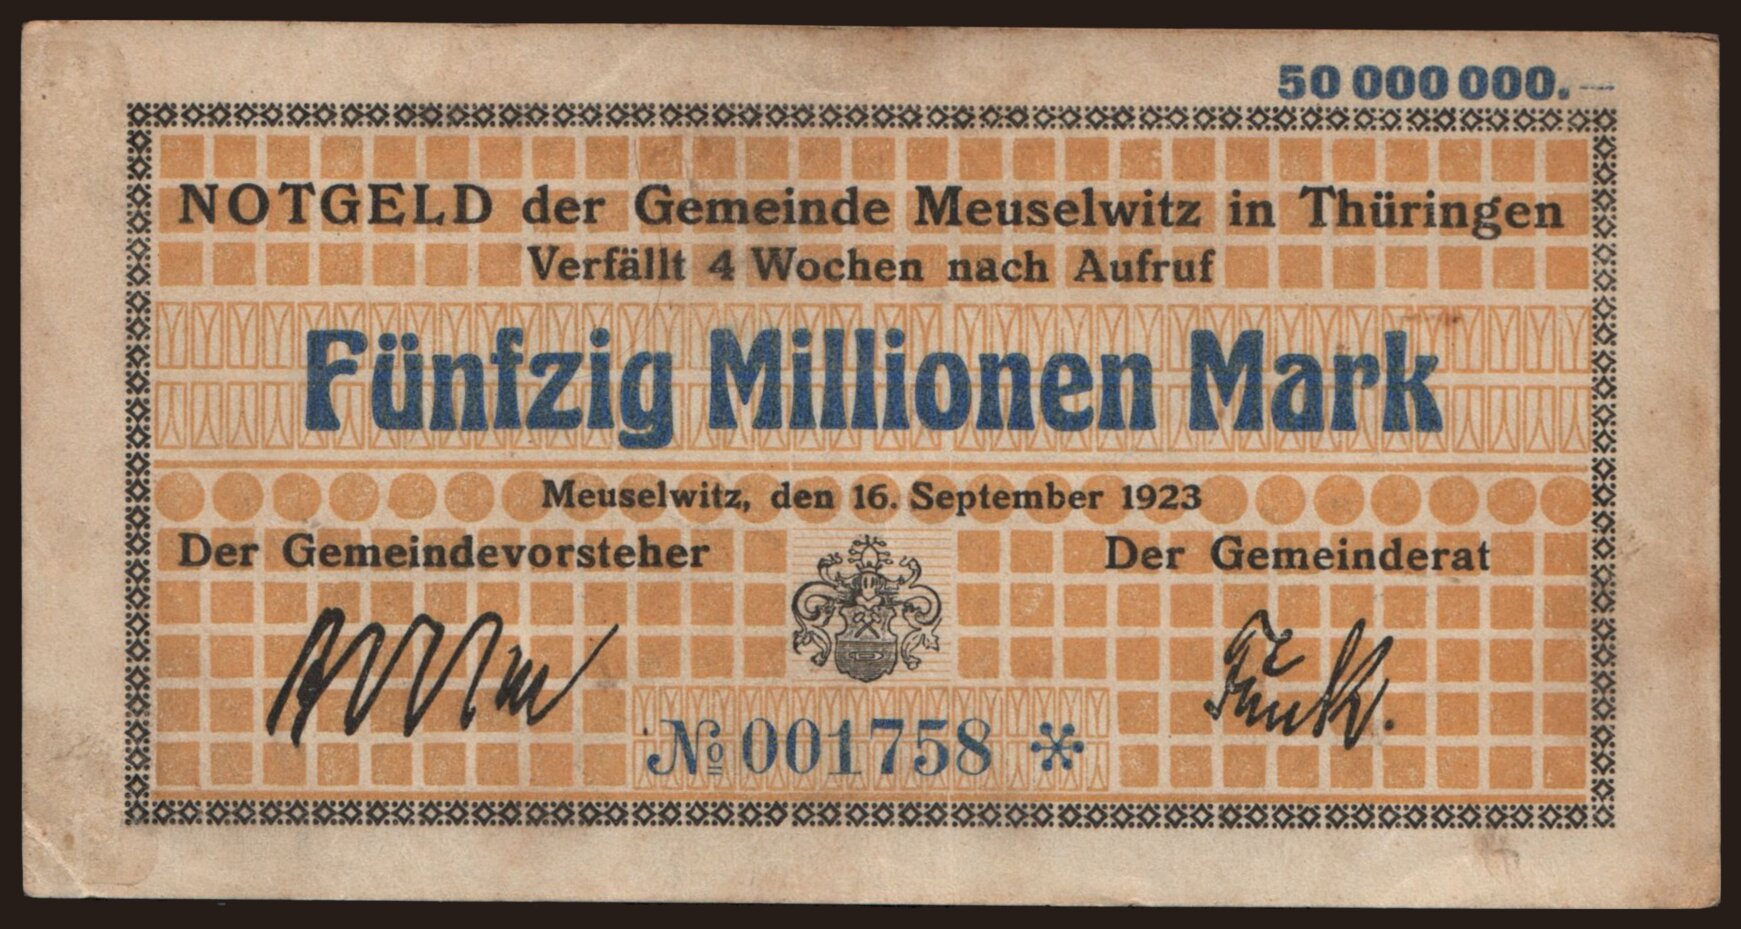 50 000 000.—
NOTGELD der Gemeinde Meuselwitz in Thüringen
Verfällt 4 Wochen nach Aufruf
Fünfzig Millionen Mark
Meuselwitz, den 16. September 1923
Der Gemeindevorsteher
Der Gemeinderat
Funk.
№ 001758 *